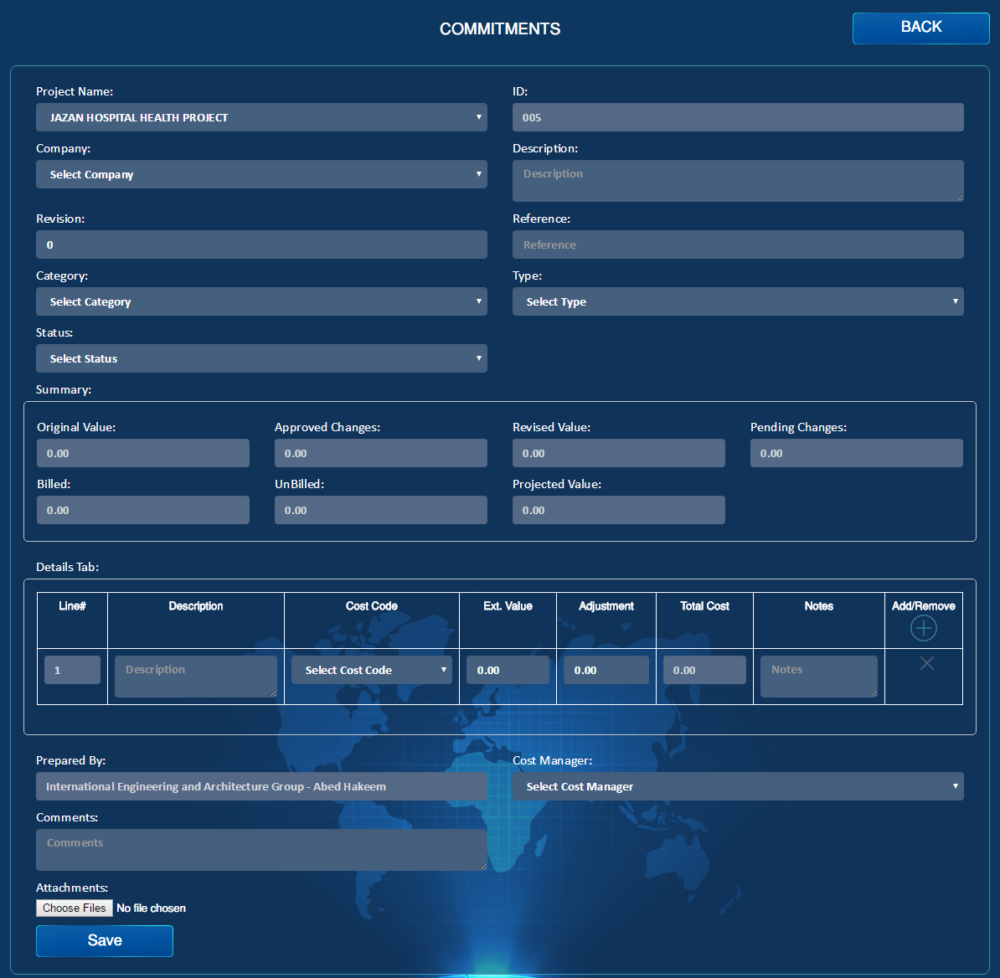 COMMITMENTS
BACK
Project Name:
JAZAN HOSPITAL HEALTH PROJECT
ID:
005
Company:
Select Company
Description:
Description
Revision:
0
Reference:
Reference
Category:
Select Category
Type:
Select Type
Status:
Select Status
Summary:
Original Value:
0.00
Approved Changes:
0.00
Revised Value:
0.00
Pending Changes:
0.00
Billed:
0.00
UnBilled:
0.00
Projected Value:
0.00
Details Tab:
Line# Description Cost Code Ext. Value Adjustment Total Cost Notes Add/Remove
1 Description Select Cost Code 0.00 0.00 0.00 Notes
Prepared By:
International Engineering and Architecture Group - Abed Hakeem
Cost Manager:
Select Cost Manager
Comments:
Comments
Attachments:
Choose Files No file chosen
Save